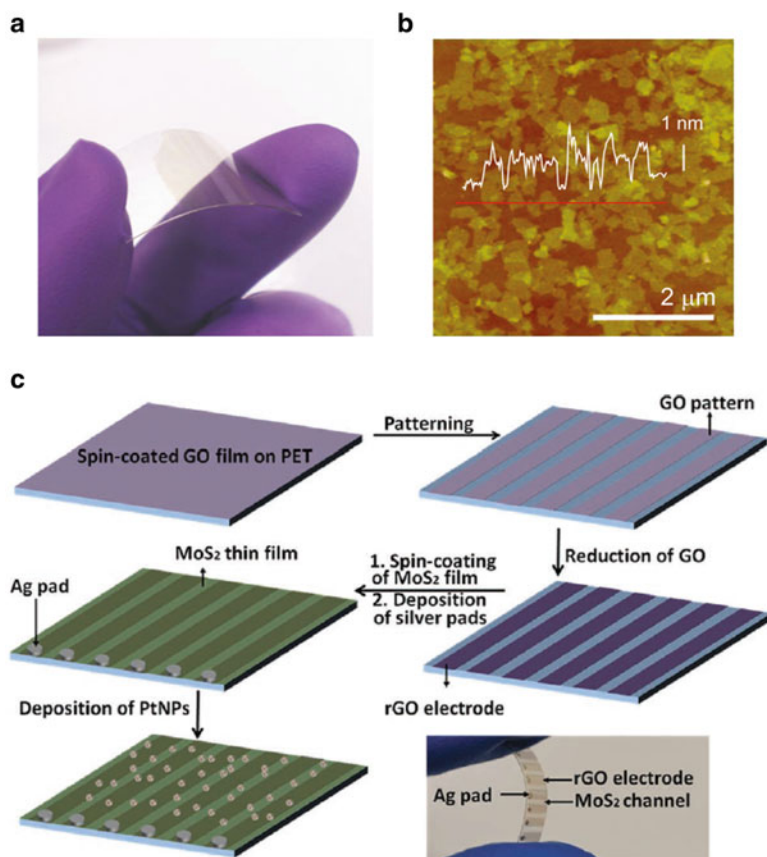 a
b
1 nm
2 μm
c
Spin-coated GO film on PET
Patterning
GO pattern
Reduction of GO
rGO electrode
1. Spin-coating
of MoS₂ film
2. Deposition
of silver pads
MoS₂ thin film
Ag pad
Deposition of PtNPs
rGO electrode
Ag pad
MoS₂ channel